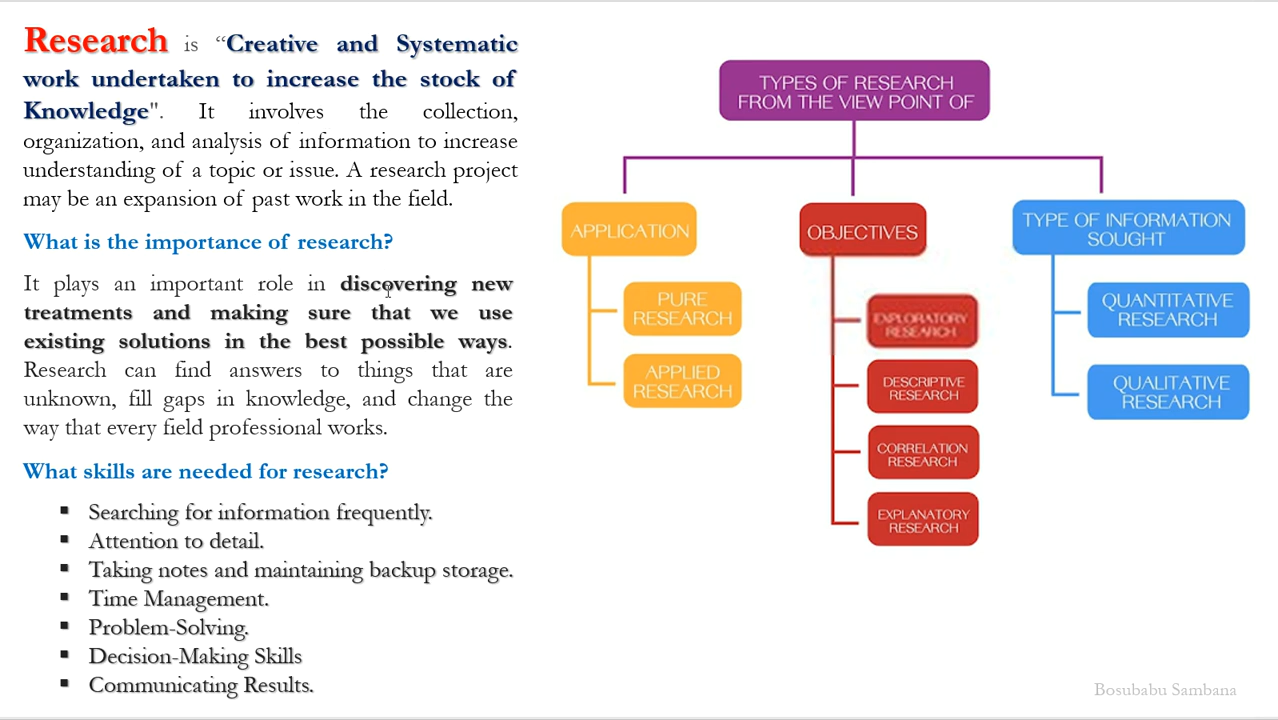 Research is “Creative and Systematic
work undertaken to increase the stock of
Knowledge". It involves the collection,
organization, and analysis of information to increase
understanding of a topic or issue. A research project
may be an expansion of past work in the field.
What is the importance of research?
It plays an important role in discovering new
treatments and making sure that we use
existing solutions in the best possible ways.
Research can find answers to things that are
unknown, fill gaps in knowledge, and change the
way that every field professional works.
What skills are needed for research?
▪ Searching for information frequently.
▪ Attention to detail.
▪ Taking notes and maintaining backup storage.
▪ Time Management.
▪ Problem-Solving.
▪ Decision-Making Skills
▪ Communicating Results.
TYPES OF RESEARCH
FROM THE VIEW POINT OF
APPLICATION
PURE
RESEARCH
APPLIED
RESEARCH
OBJECTIVES
EXPLORATORY
RESEARCH
DESCRIPTIVE
RESEARCH
CORRELATION
RESEARCH
EXPLANATORY
RESEARCH
TYPE OF INFORMATION
SOUGHT
QUANTITATIVE
RESEARCH
QUALITATIVE
RESEARCH
Bosubabu Sambana